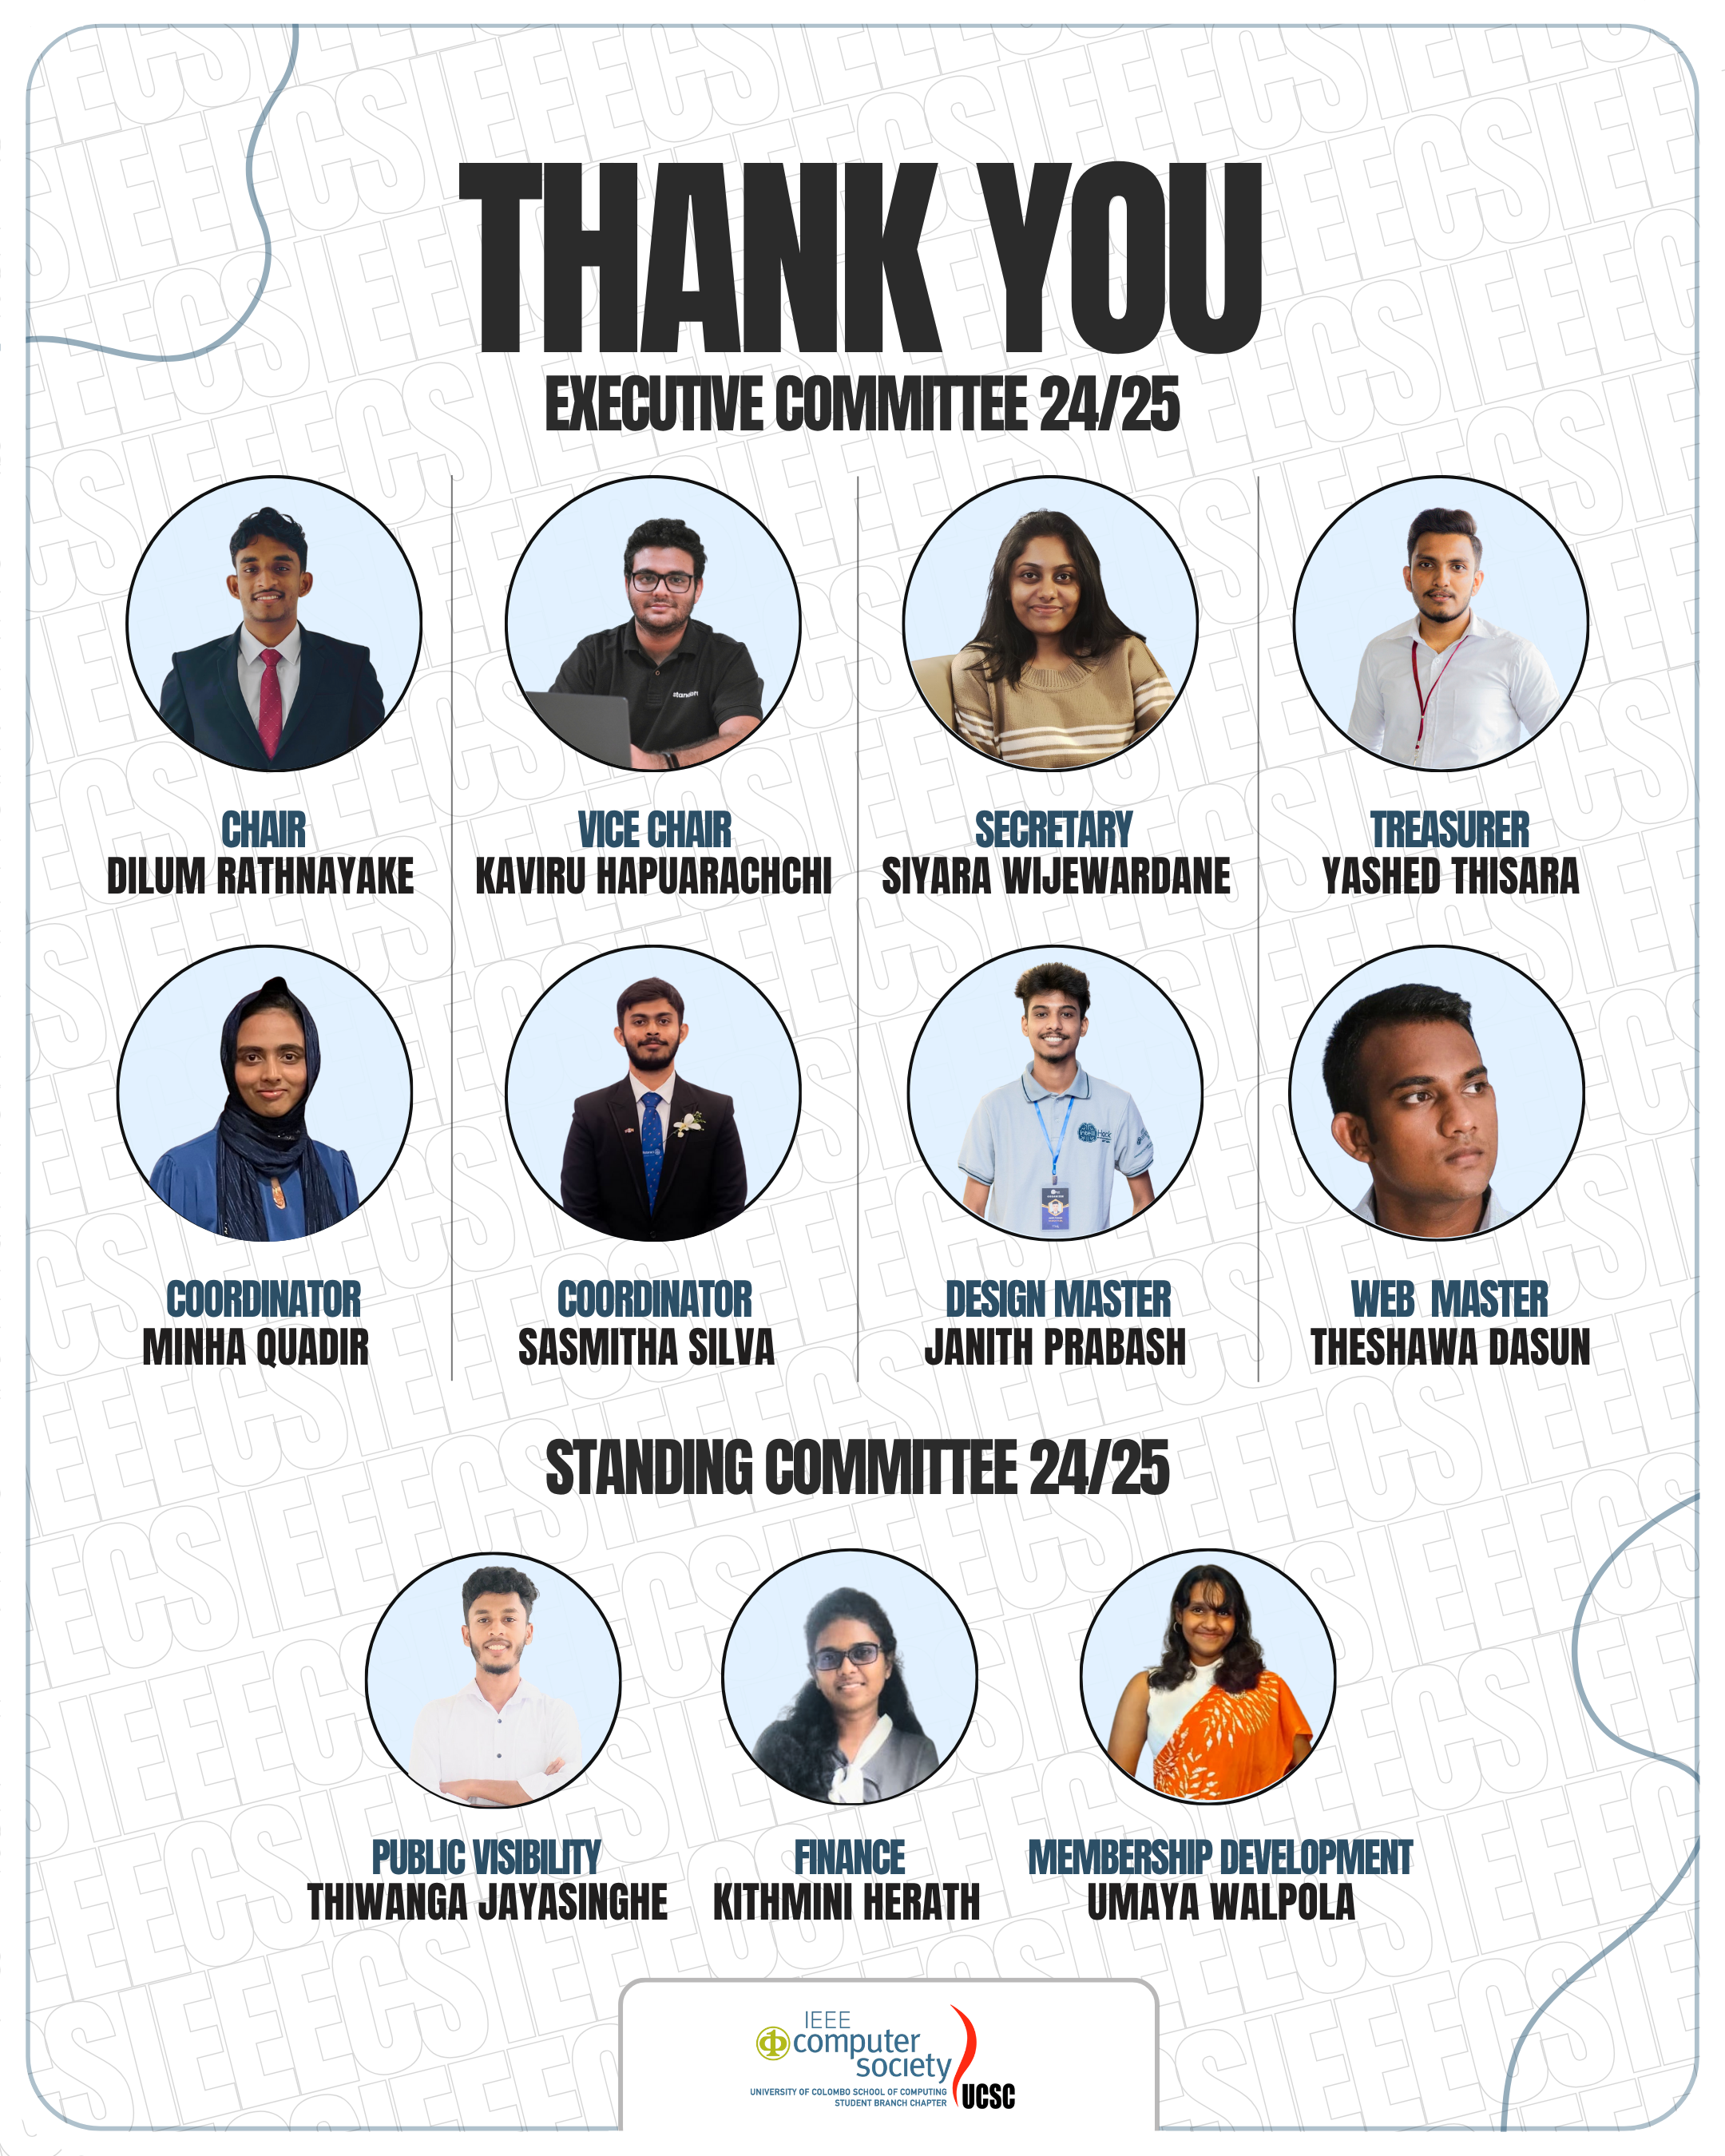 THANK YOU
EXECUTIVE COMMITTEE 24/25
CHAIR
DILUM RATHNAYAKE
VICE CHAIR
KAVIRU HAPUARACHCHI
SECRETARY
SIYARA WIJEWARDANE
TREASURER
YASHED THISARA
COORDINATOR
MINHA QUADIR
COORDINATOR
SASMITHA SILVA
DESIGN MASTER
JANITH PRABASH
WEB MASTER
THESHAWA DASUN
STANDING COMMITTEE 24/25
PUBLIC VISIBILITY
THIWANGA JAYASINGHE
FINANCE
KITHMINI HERATH
MEMBERSHIP DEVELOPMENT
UMAYA WALPOLA
IEEE
computer
society
UNIVERSITY OF COLOMBO SCHOOL OF COMPUTING
STUDENT BRANCH CHAPTER
UCSC